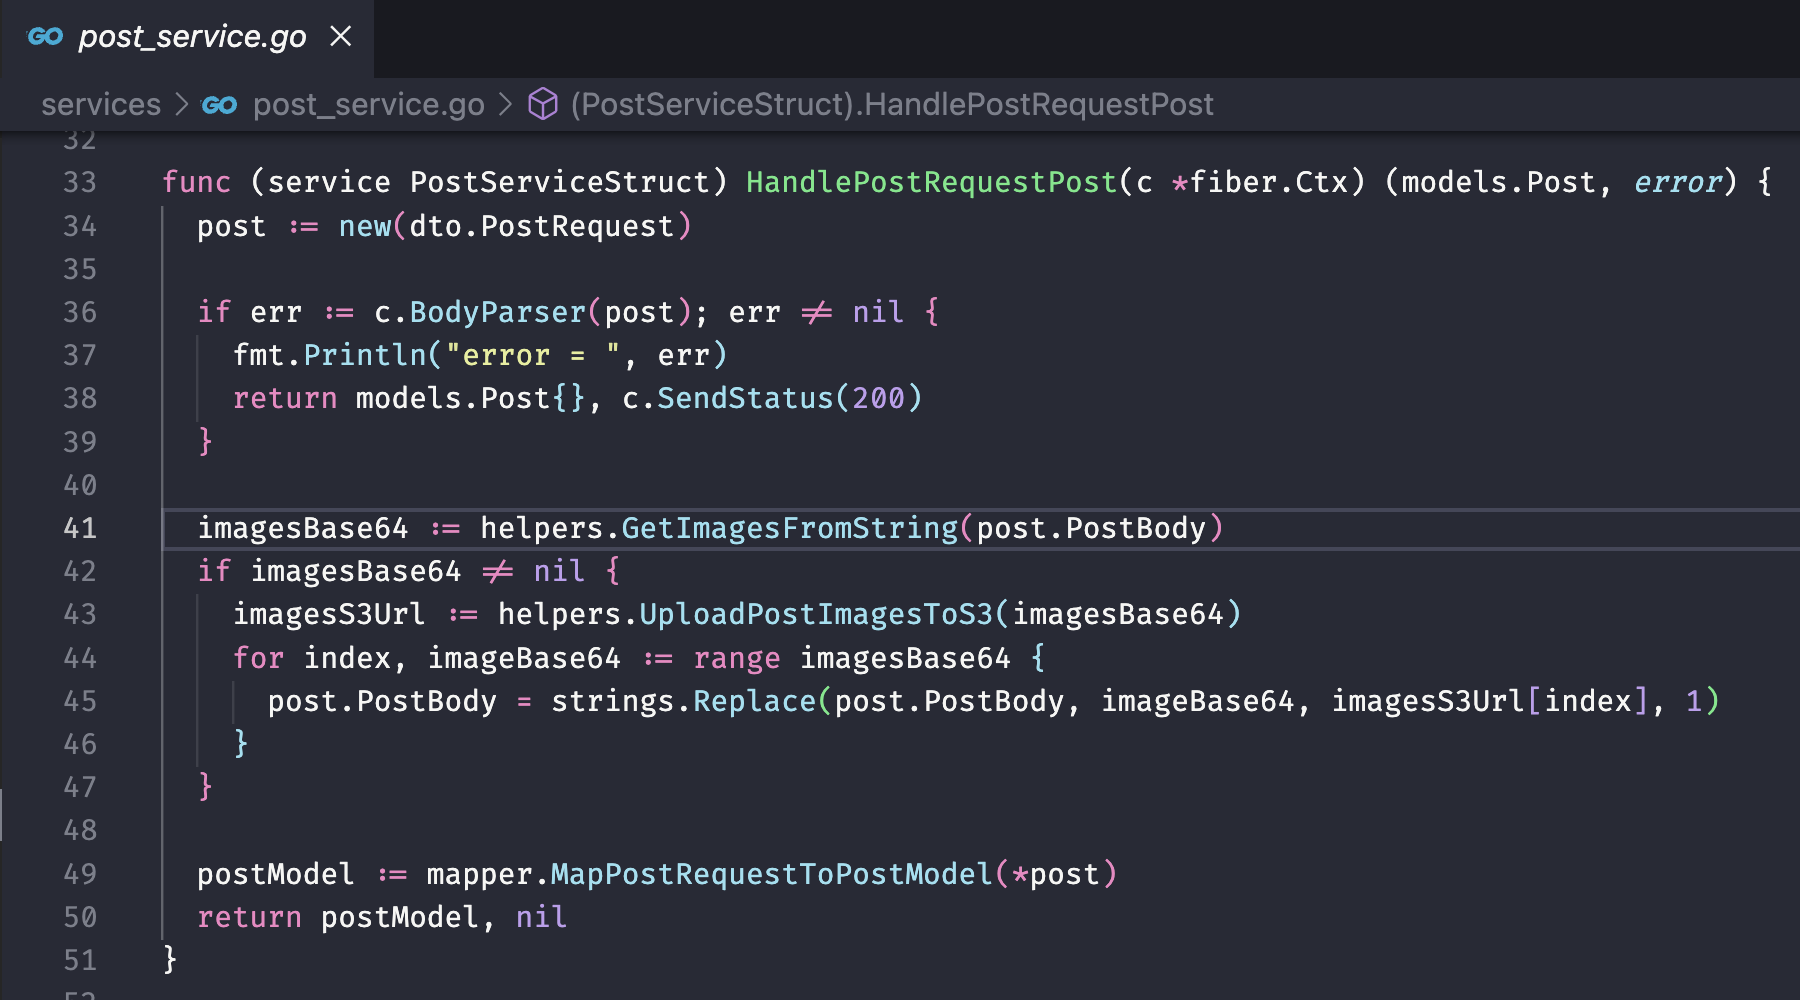 GO post_service.go ×
services > GO post_service.go > (PostServiceStruct).HandlePostRequestPost
32
33 func (service PostServiceStruct) HandlePostRequestPost(c *fiber.Ctx) (models.Post, error) {
34 post := new(dto.PostRequest)
35
36 if err := c.BodyParser(post); err != nil {
37 fmt.Println("error = ", err)
38 return models.Post{}, c.SendStatus(200)
39 }
40
41 imagesBase64 := helpers.GetImagesFromString(post.PostBody)
42 if imagesBase64 != nil {
43 imagesS3Url := helpers.UploadPostImagesToS3(imagesBase64)
44 for index, imageBase64 := range imagesBase64 {
45 post.PostBody = strings.Replace(post.PostBody, imageBase64, imagesS3Url[index], 1)
46 }
47 }
48
49 postModel := mapper.MapPostRequestToPostModel(*post)
50 return postModel, nil
51 }